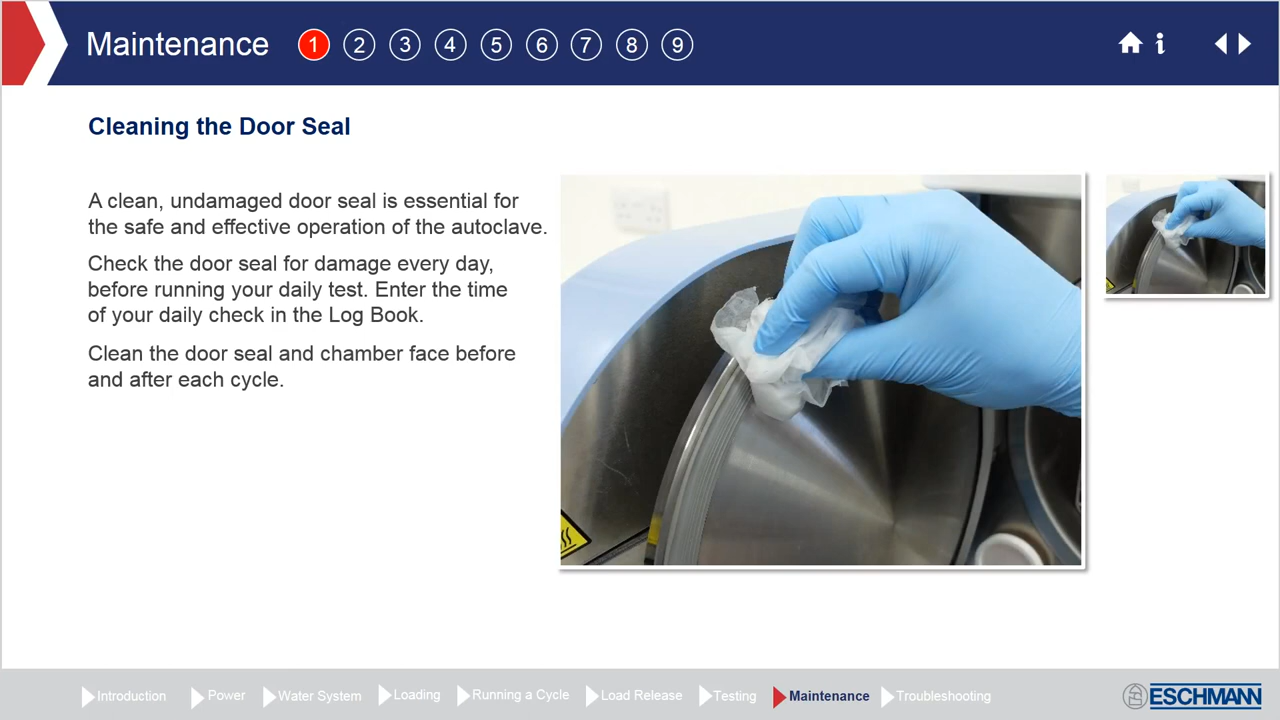 Maintenance 1 2 3 4 5 6 7 8 9
Cleaning the Door Seal
A clean, undamaged door seal is essential for
the safe and effective operation of the autoclave.
Check the door seal for damage every day,
before running your daily test. Enter the time
of your daily check in the Log Book.
Clean the door seal and chamber face before
and after each cycle.
Introduction Power Water System Loading Running a Cycle Load Release Testing Maintenance Troubleshooting
ESCHMANN